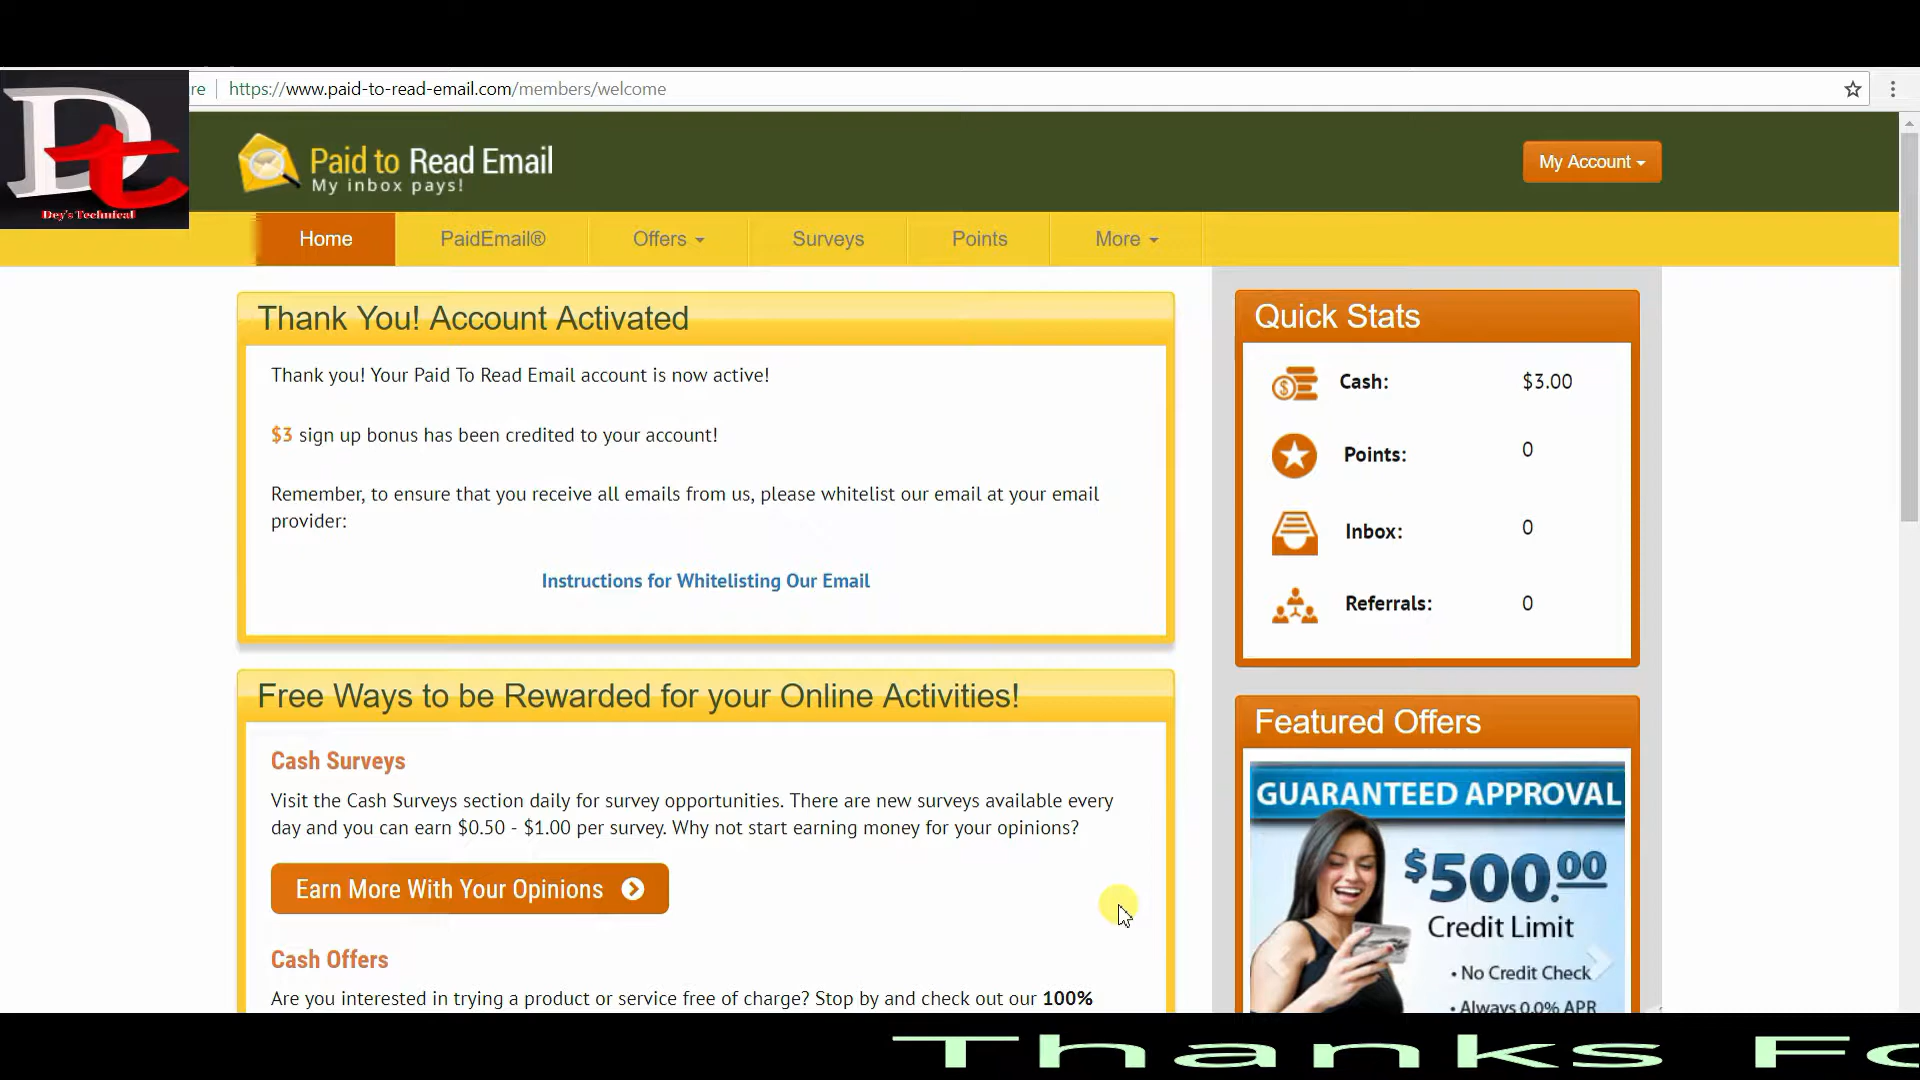 re | https://www.paid-to-read-email.com/members/welcome
Dt
Dey's Technical
Paid to Read Email
My inbox pays!
My Account
Home
PaidEmail®
Offers
Surveys
Points
More
Thank You! Account Activated
Thank you! Your Paid To Read Email account is now active!
$3 sign up bonus has been credited to your account!
Remember, to ensure that you receive all emails from us, please whitelist our email at your email
provider:
Instructions for Whitelisting Our Email
Quick Stats
Cash: $3.00
Points: 0
Inbox: 0
Referrals: 0
Free Ways to be Rewarded for your Online Activities!
Cash Surveys
Visit the Cash Surveys section daily for survey opportunities. There are new surveys available every
day and you can earn $0.50 - $1.00 per survey. Why not start earning money for your opinions?
Earn More With Your Opinions
Cash Offers
Are you interested in trying a product or service free of charge? Stop by and check out our 100%
Featured Offers
GUARANTEED APPROVAL
$500.00
Credit Limit
• No Credit Check
• Always 0.0% APR
Thanks Fo